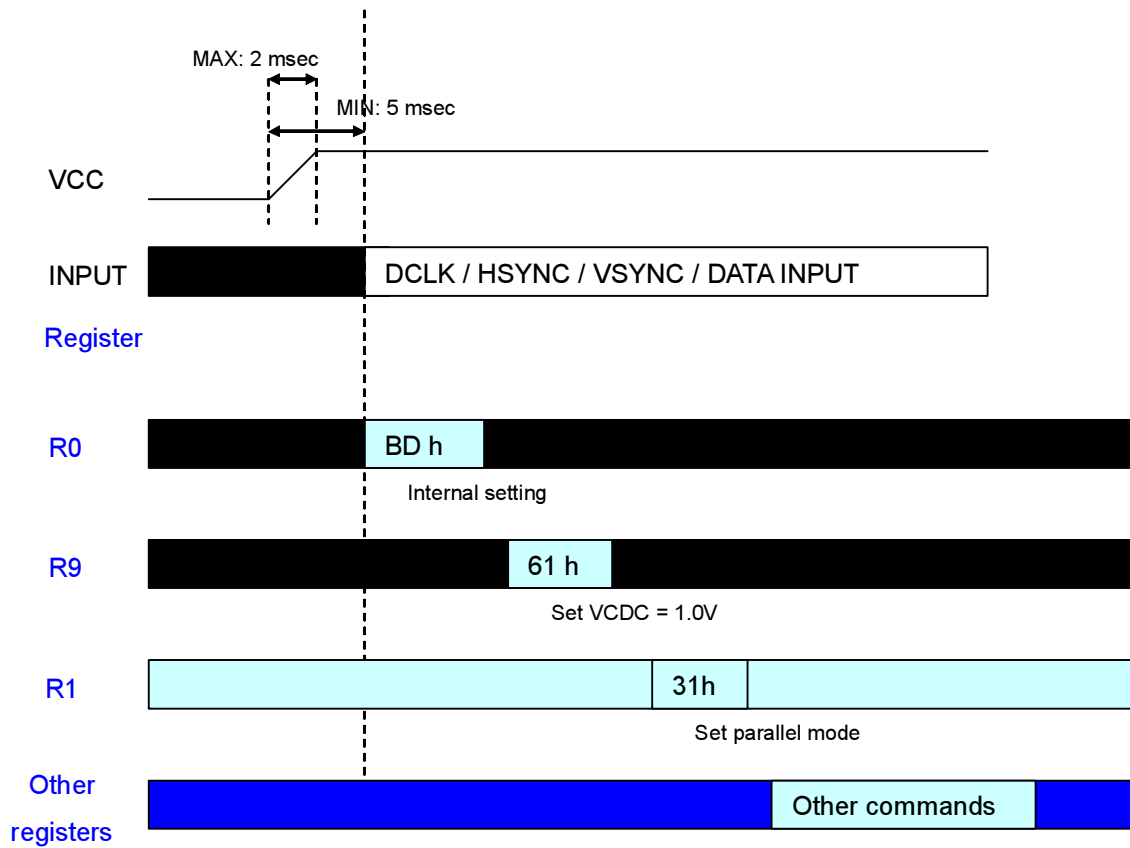 MAX: 2 msec
MIN: 5 msec
VCC
INPUT
DCLK / HSYNC / VSYNC / DATA INPUT
Register
R0
BD h
Internal setting
R9
61 h
Set VCDC = 1.0V
R1
31h
Set parallel mode
Other
registers
Other commands